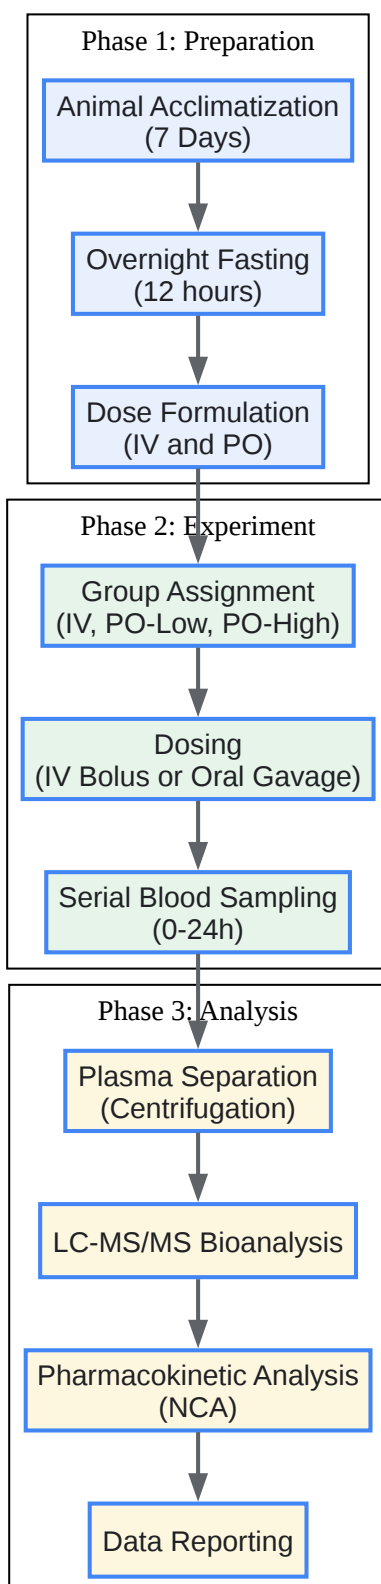 Phase 1: Preparation
Animal Acclimatization
(7 Days)
Overnight Fasting
(12 hours)
Dose Formulation
(IV and PO)
Phase 2: Experiment
Group Assignment
(IV, PO-Low, PO-High)
Dosing
(IV Bolus or Oral Gavage)
Serial Blood Sampling
(0-24h)
Phase 3: Analysis
Plasma Separation
(Centrifugation)
LC-MS/MS Bioanalysis
Pharmacokinetic Analysis
(NCA)
Data Reporting